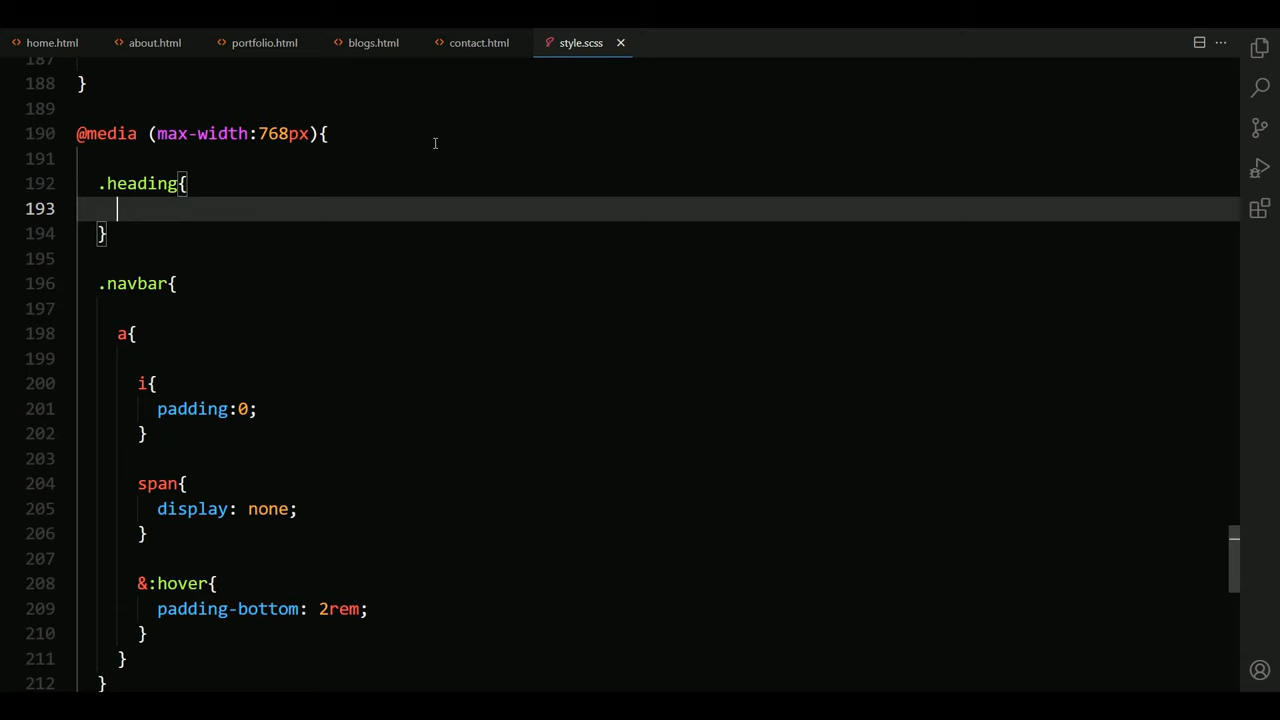 home.html about.html portfolio.html blogs.html contact.html style.scss
187
188 }
189
190 @media (max-width:768px){
191
192 .heading{
193
194 }
195
196 .navbar{
197
198 a{
199
200 i{
201 padding:0;
202 }
203
204 span{
205 display: none;
206 }
207
208 &:hover{
209 padding-bottom: 2rem;
210 }
211 }
212 }